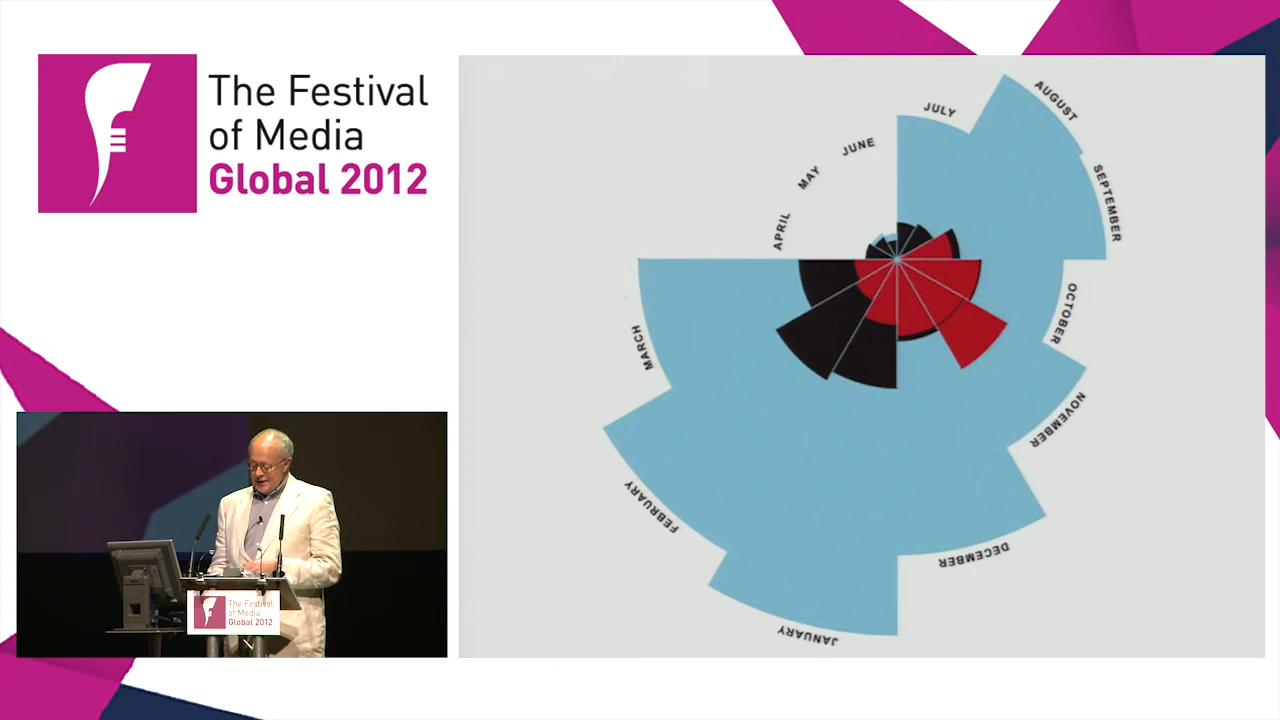 The Festival
of Media
Global 2012
APRIL
MAY
JUNE
JULY
AUGUST
SEPTEMBER
OCTOBER
NOVEMBER
DECEMBER
JANUARY
FEBRUARY
MARCH
The Festival
of Media
Global 2012